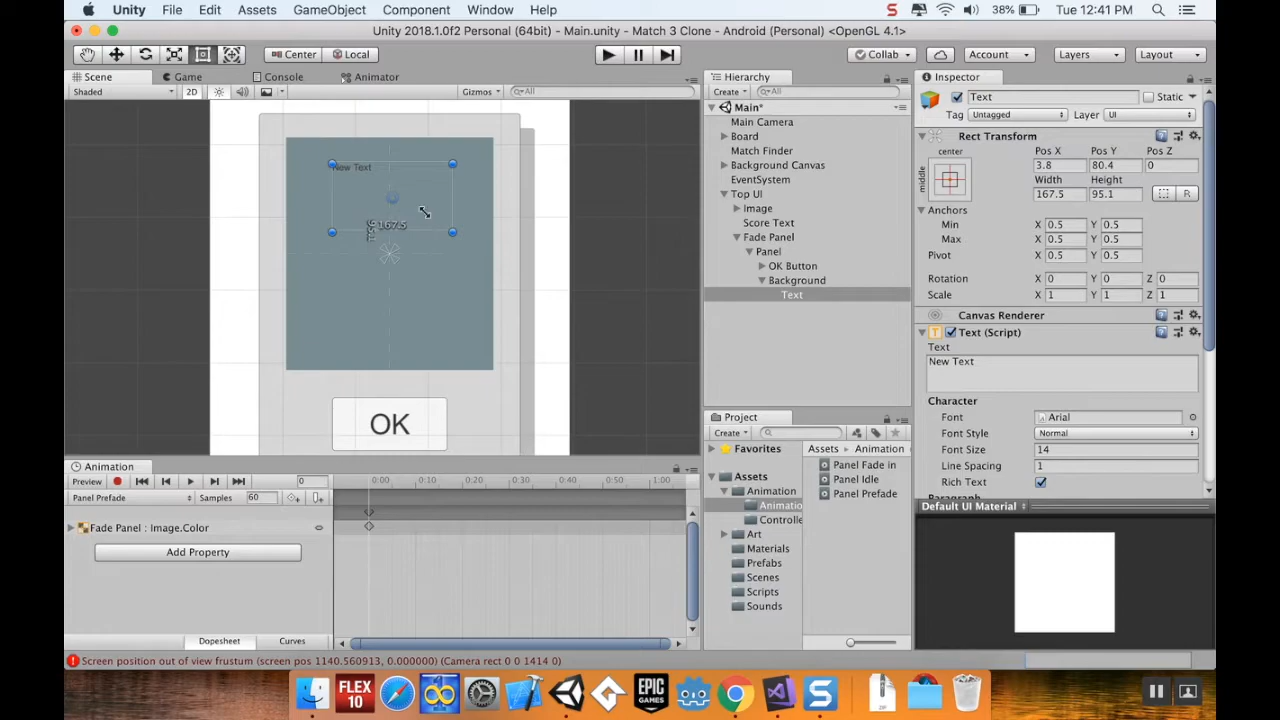 Unity File Edit Assets GameObject Component Window Help 38% Tue 12:41 PM
Unity 2018.1.0f2 Personal (64bit) - Main.unity - Match 3 Clone - Android (Personal) <OpenGL 4.1>
Center Local Collab Account Layers Layout
Scene Game Console Animator
Shaded 2D Gizmos All
New Text
167.5
OK
Hierarchy
Create All
Main*
Main Camera
Board
Match Finder
Background Canvas
EventSystem
Top UI
Image
Score Text
Fade Panel
Panel
OK Button
Background
Text
Inspector
Text Static
Tag Untagged Layer UI
Rect Transform
center Pos X Pos Y Pos Z
middle 3.8 80.4 0
Width Height
167.5 95.1 R
Anchors
Min X 0.5 Y 0.5
Max X 0.5 Y 0.5
Pivot X 0.5 Y 0.5
Rotation X 0 Y 0 Z 0
Scale X 1 Y 1 Z 1
Canvas Renderer
Text (Script)
Text
New Text
Character
Font Arial
Font Style Normal
Font Size 14
Line Spacing 1
Rich Text
Default UI Material
Project
Create
Favorites
Assets
Animation
Animatio
Controlle
Art
Materials
Prefabs
Scenes
Scripts
Sounds
Assets Animation
Panel Fade in
Panel Idle
Panel Prefade
Animation
Preview 0 0:00 0:10 0:20 0:30 0:40 0:50 1:00
Panel Prefade Samples 60
Fade Panel : Image.Color
Add Property
Dopesheet Curves
Screen position out of view frustum (screen pos 1140.560913, 0.000000) (Camera rect 0 0 1414 0)
FLEX
10
EPIC
GAMES